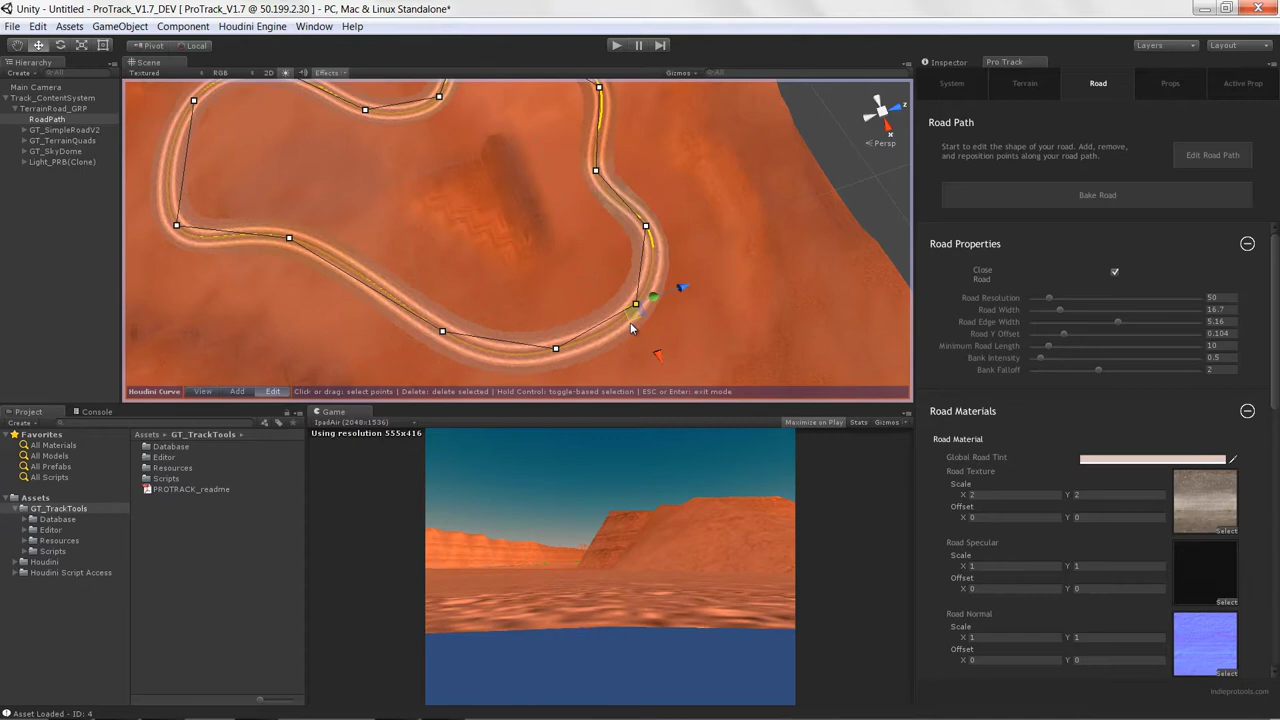 Unity - Untitled - ProTrack_V1.7_DEV [ ProTrack_V1.7 @ 50.199.2.30 ] - PC, Mac & Linux Standalone*
File Edit Assets GameObject Component Houdini Engine Window Help
Pivot Local Layers Layout
Hierarchy Scene Inspector Pro Track
Create All Textured RGB 2D Effects Gizmos All
System Terrain Road Props Active Prop
Main Camera
Track_ContentSystem
TerrainRoad_GRP
RoadPath
GT_SimpleRoadV2
GT_TerrainQuads
GT_SkyDome
Light_PRB(Clone)
z
x
Persp
Road Path
Start to edit the shape of your road. Add, remove,
and reposition points along your road path.
Edit Road Path
Bake Road
Road Properties
Close
Road
Road Resolution 50
Road Width 16.7
Road Edge Width 5.16
Road Y Offset 0.104
Minimum Road Length 10
Bank Intensity 0.5
Bank Falloff 2
Houdini Curve View Add Edit Click or drag: select points | Delete: delete selected | Hold Control: toggle-based selection | ESC or Enter: exit mode
Project Console
Create
Favorites
All Materials
All Models
All Prefabs
All Scripts
Assets
GT_TrackTools
Database
Editor
Resources
Scripts
Houdini
Houdini Script Access
Assets GT_TrackTools
Database
Editor
Resources
Scripts
PROTRACK_readme
Game
IpadAir (2048x1536) Maximize on Play Stats Gizmos
Using resolution 555x416
Road Materials
Road Material
Global Road Tint
Road Texture
Scale
X 2 Y 2
Offset
X 0 Y 0
Select
Road Specular
Scale
X 1 Y 1
Offset
X 0 Y 0
Select
Road Normal
Scale
X 1 Y 1
Offset
X 0 Y 0
Select
indieprotools.com
Asset Loaded - ID: 4